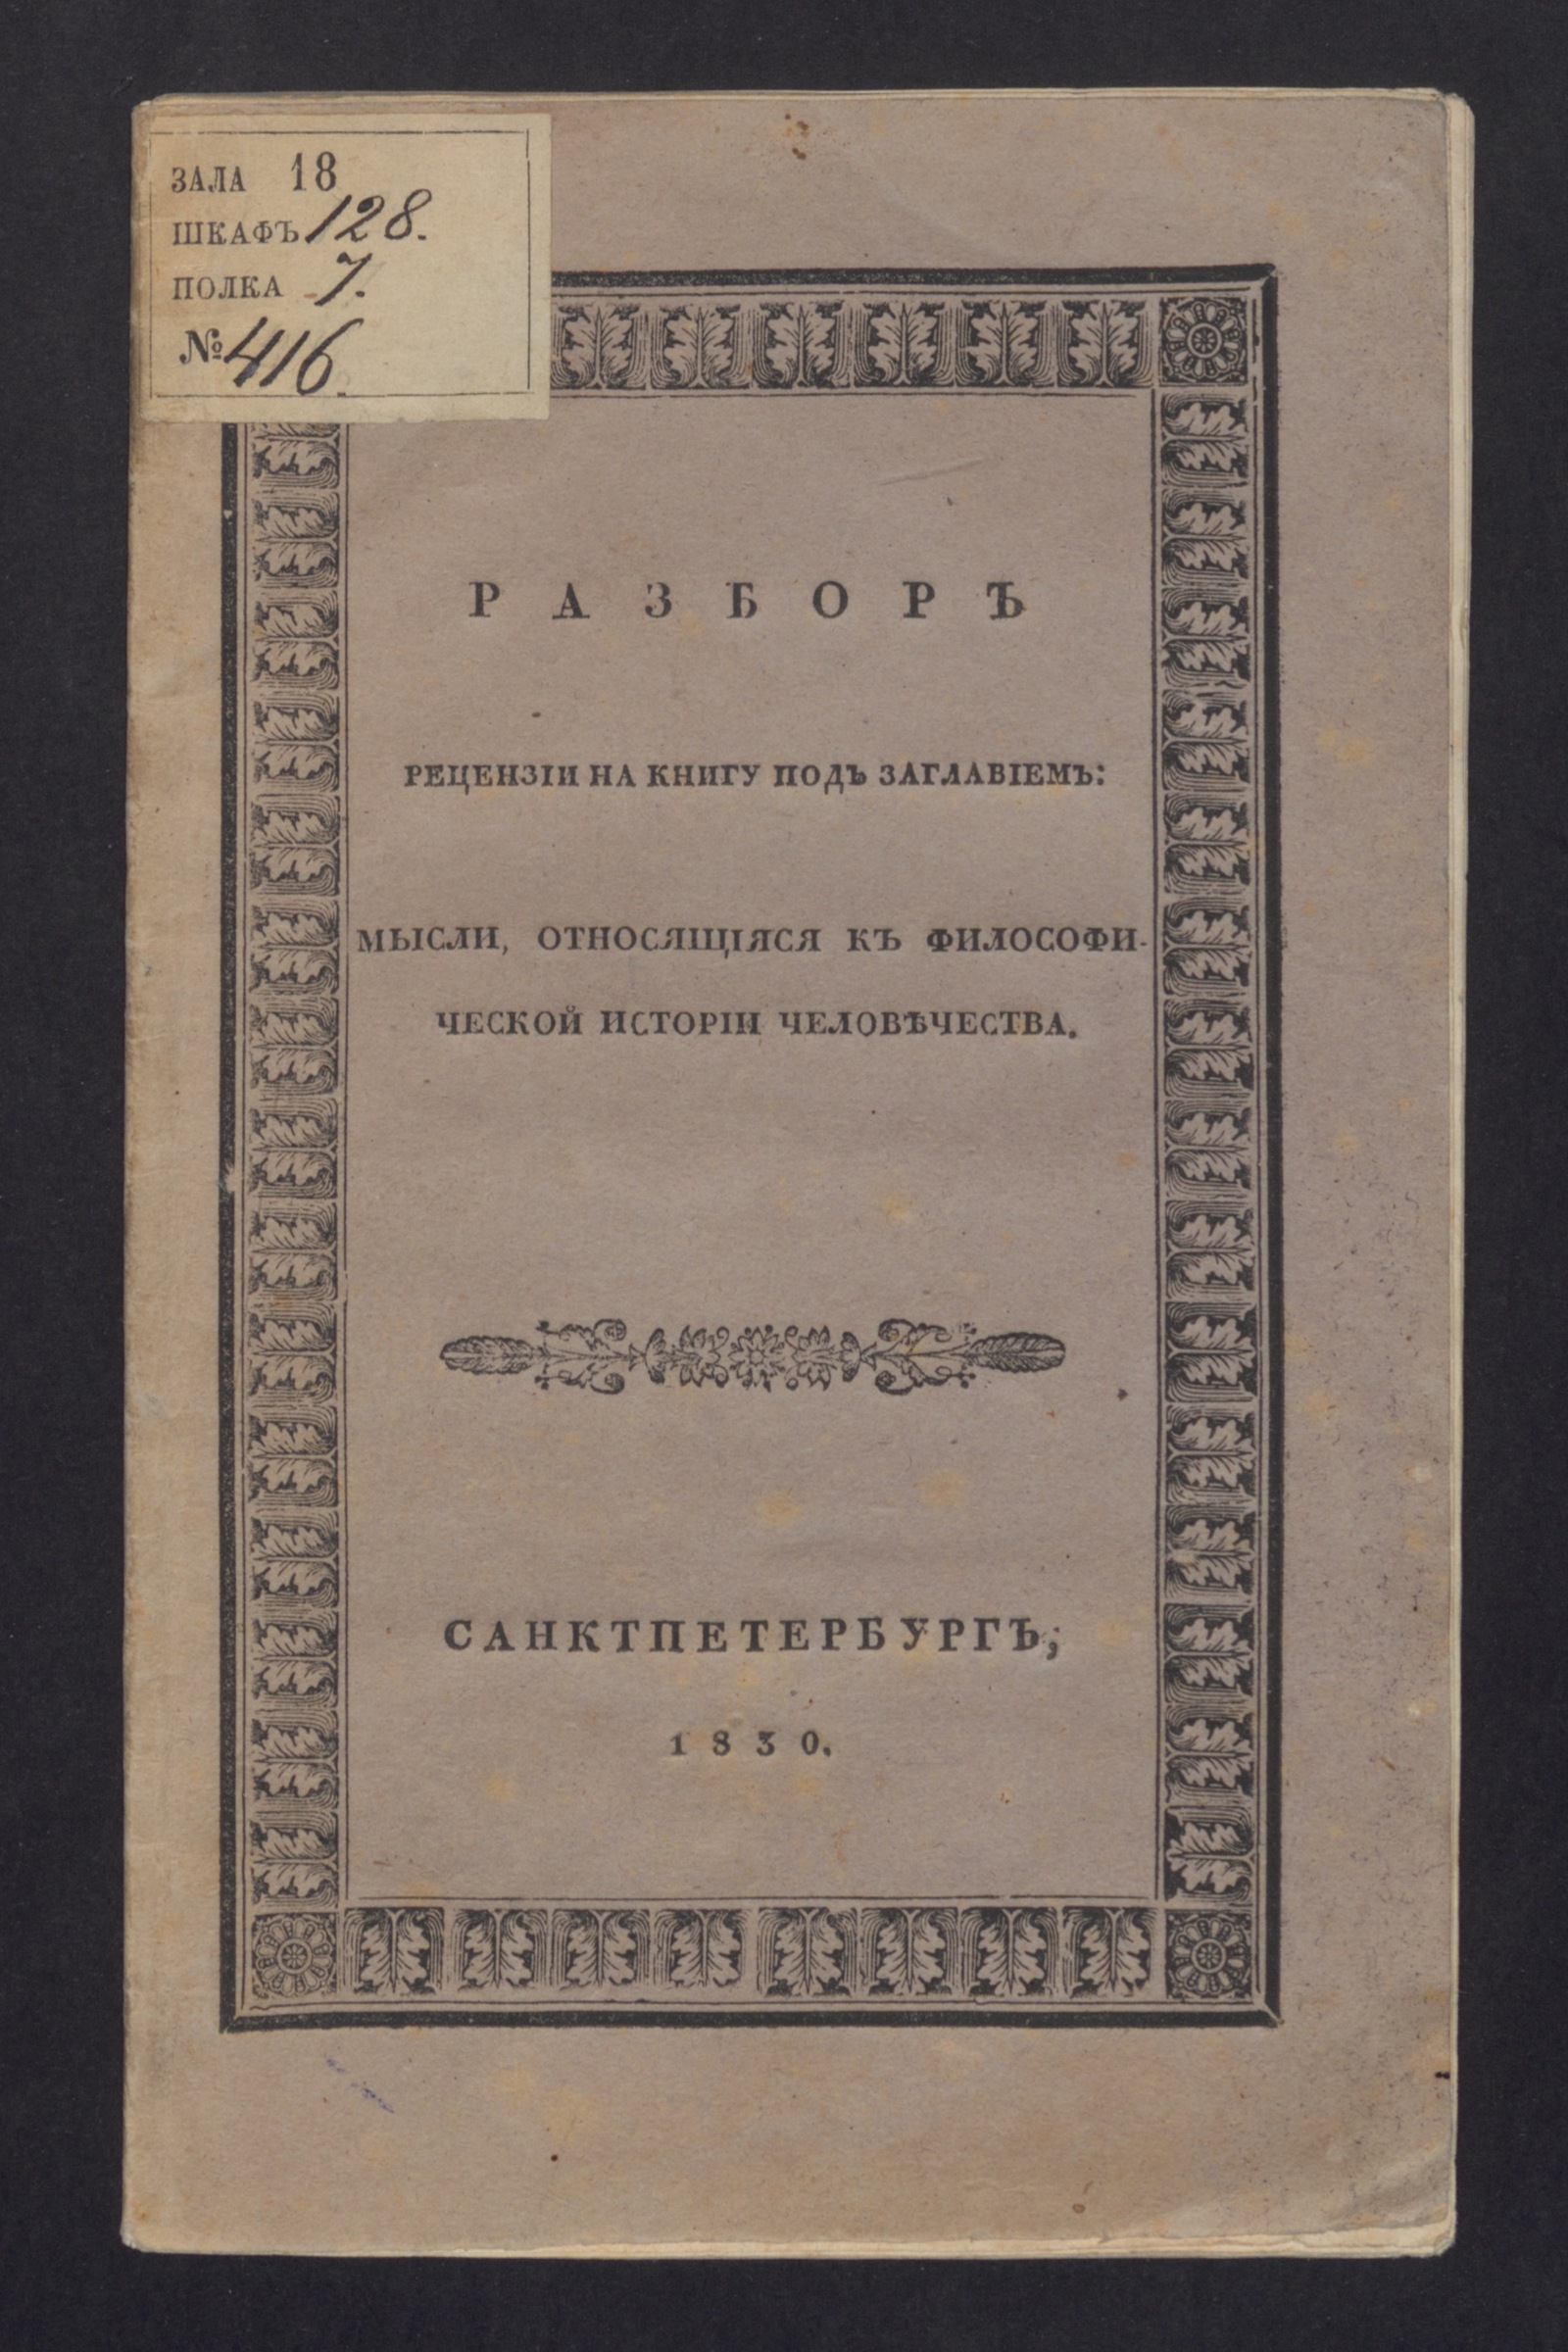 ЗАЛА 18
ШКАФЪ 128.
ПОЛКА 7.
№ 416
РАЗБОРЪ
РЕЦЕНЗІИ НА КНИГУ ПОДЪ ЗАГЛАВІЕМЪ:
МЫСЛИ, ОТНОСЯЩІЯСЯ КЪ ФИЛОСОФИ-
ЧЕСКОЙ ИСТОРІИ ЧЕЛОВѢЧЕСТВА.
САНКТПЕТЕРБУРГЪ,
1830.